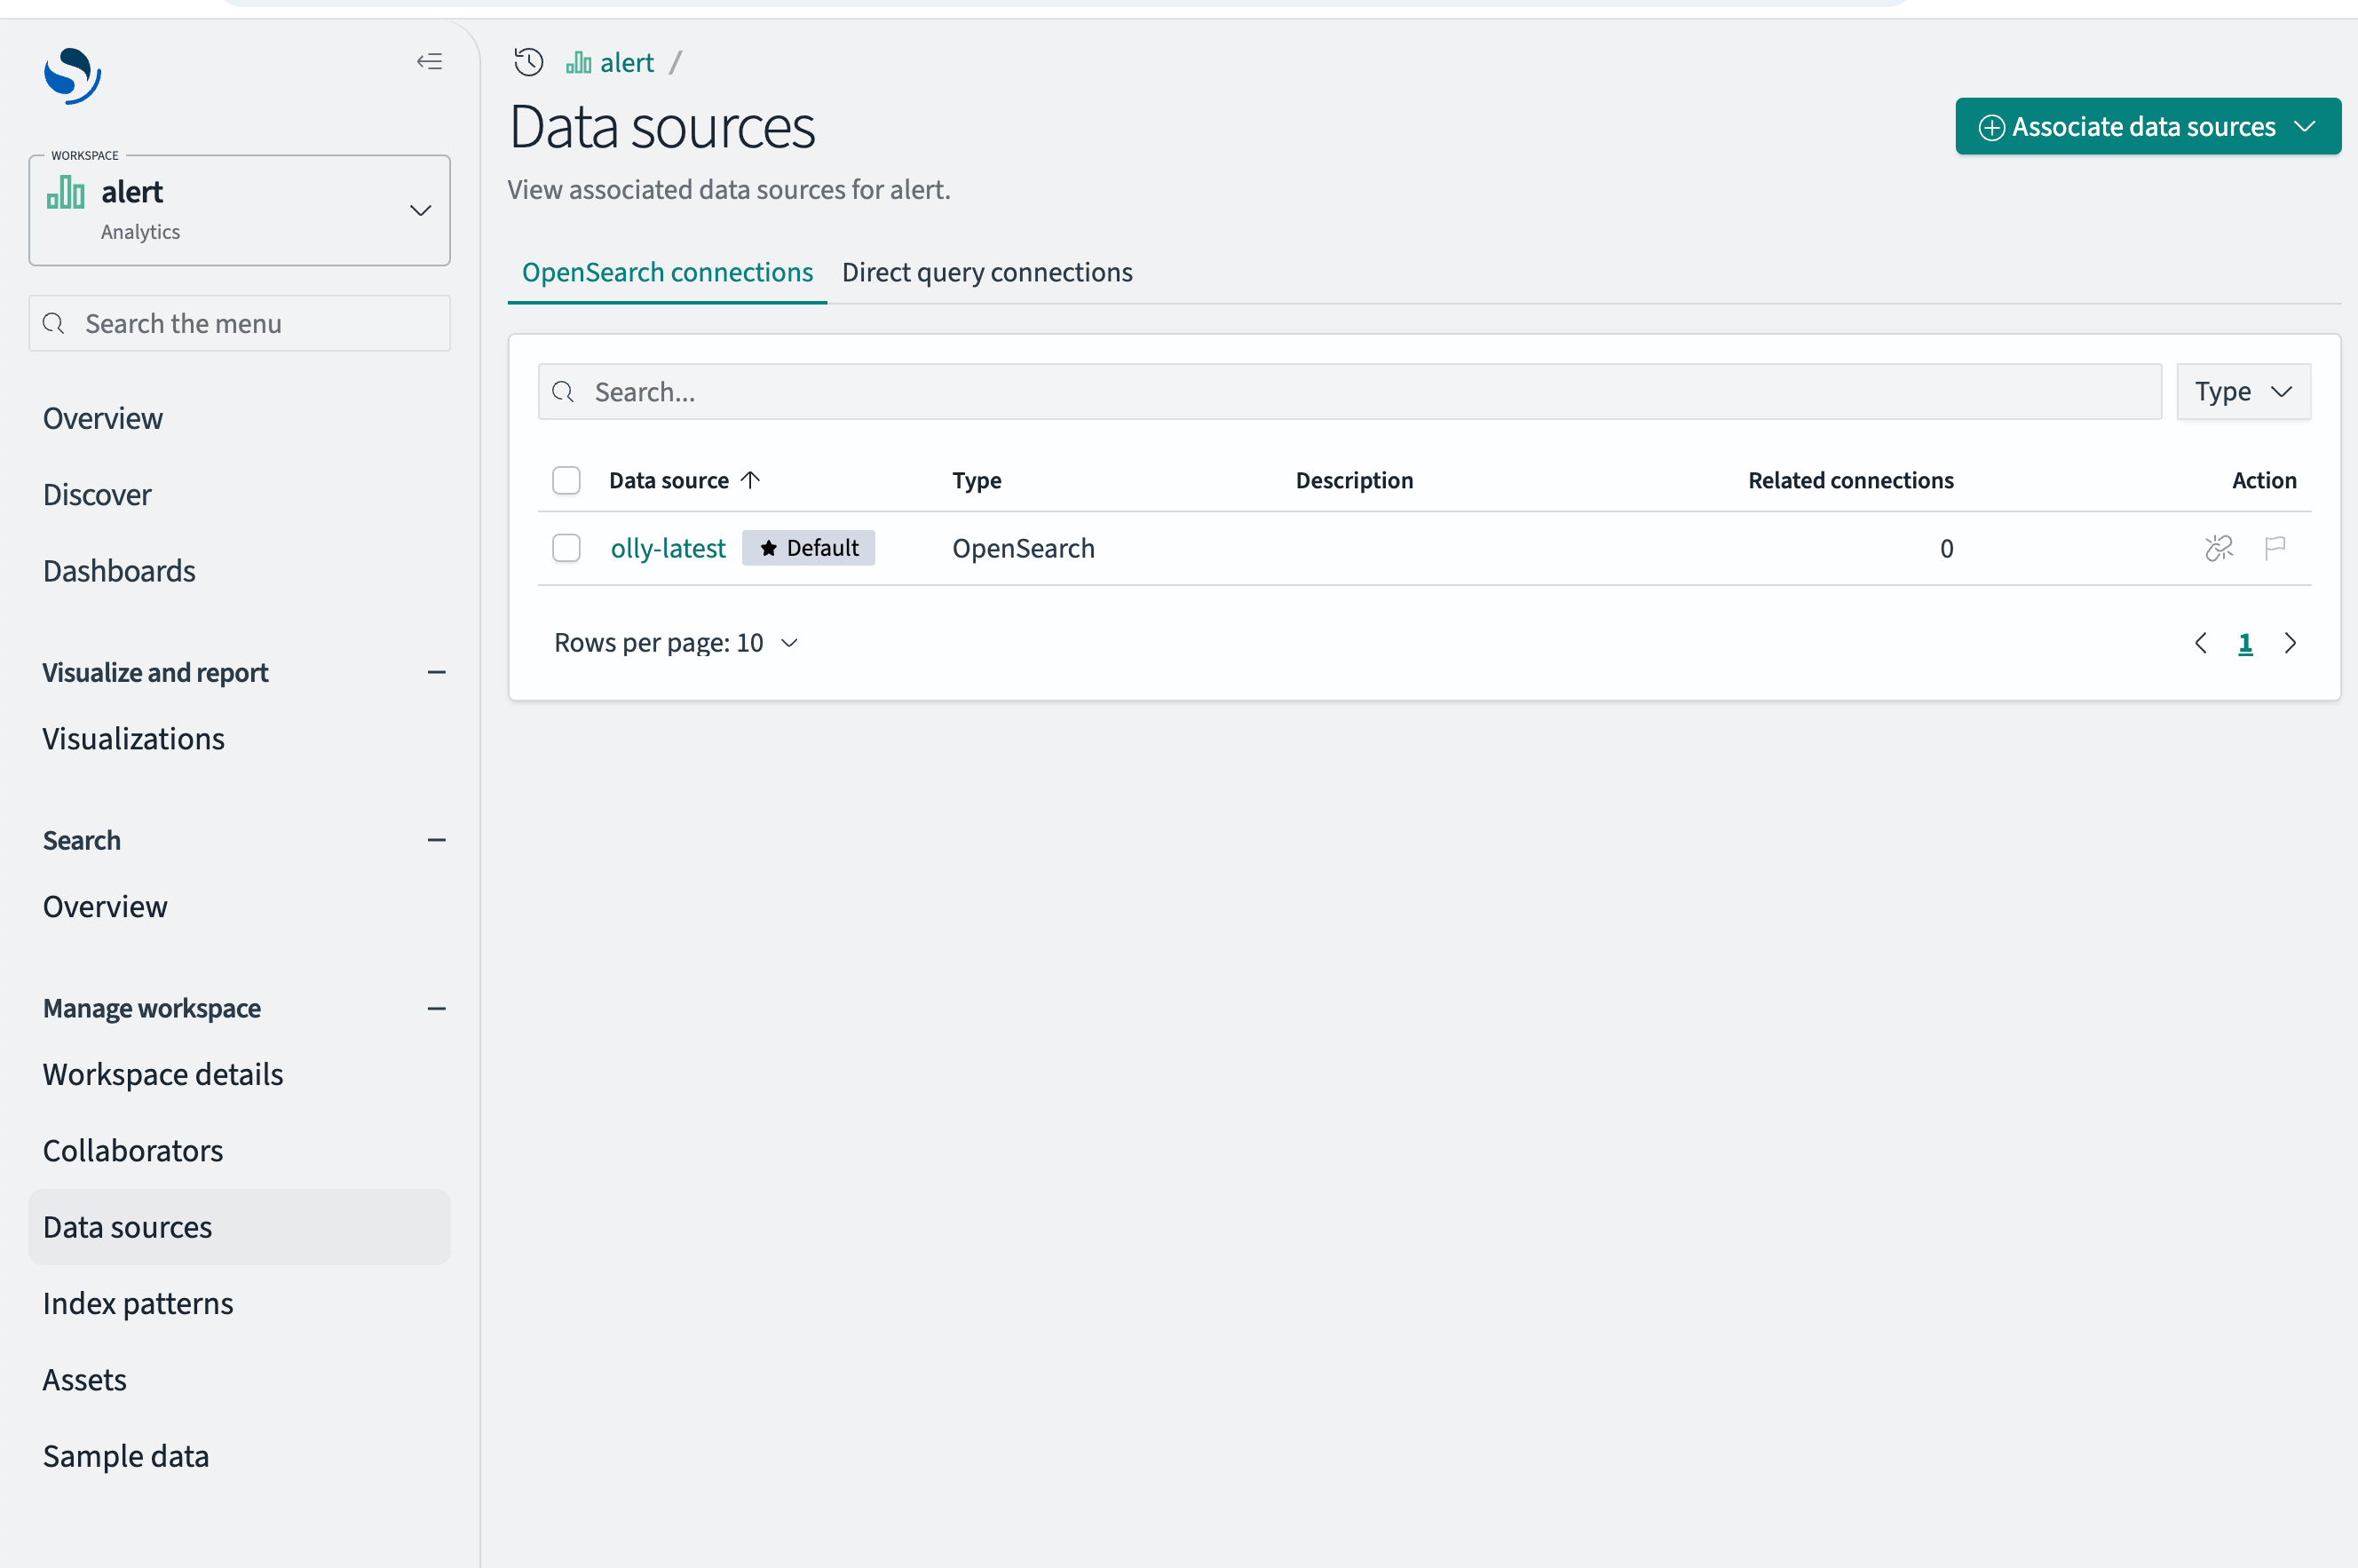 WORKSPACE
alert
Analytics
Search the menu
Overview
Discover
Dashboards
Visualize and report
Visualizations
Search
Overview
Manage workspace
Workspace details
Collaborators
Data sources
Index patterns
Assets
Sample data
alert /
Data sources
Associate data sources
View associated data sources for alert.
OpenSearch connections Direct query connections
Search... Type
Data source Type Description Related connections Action
olly-latest Default OpenSearch 0
Rows per page: 10 1